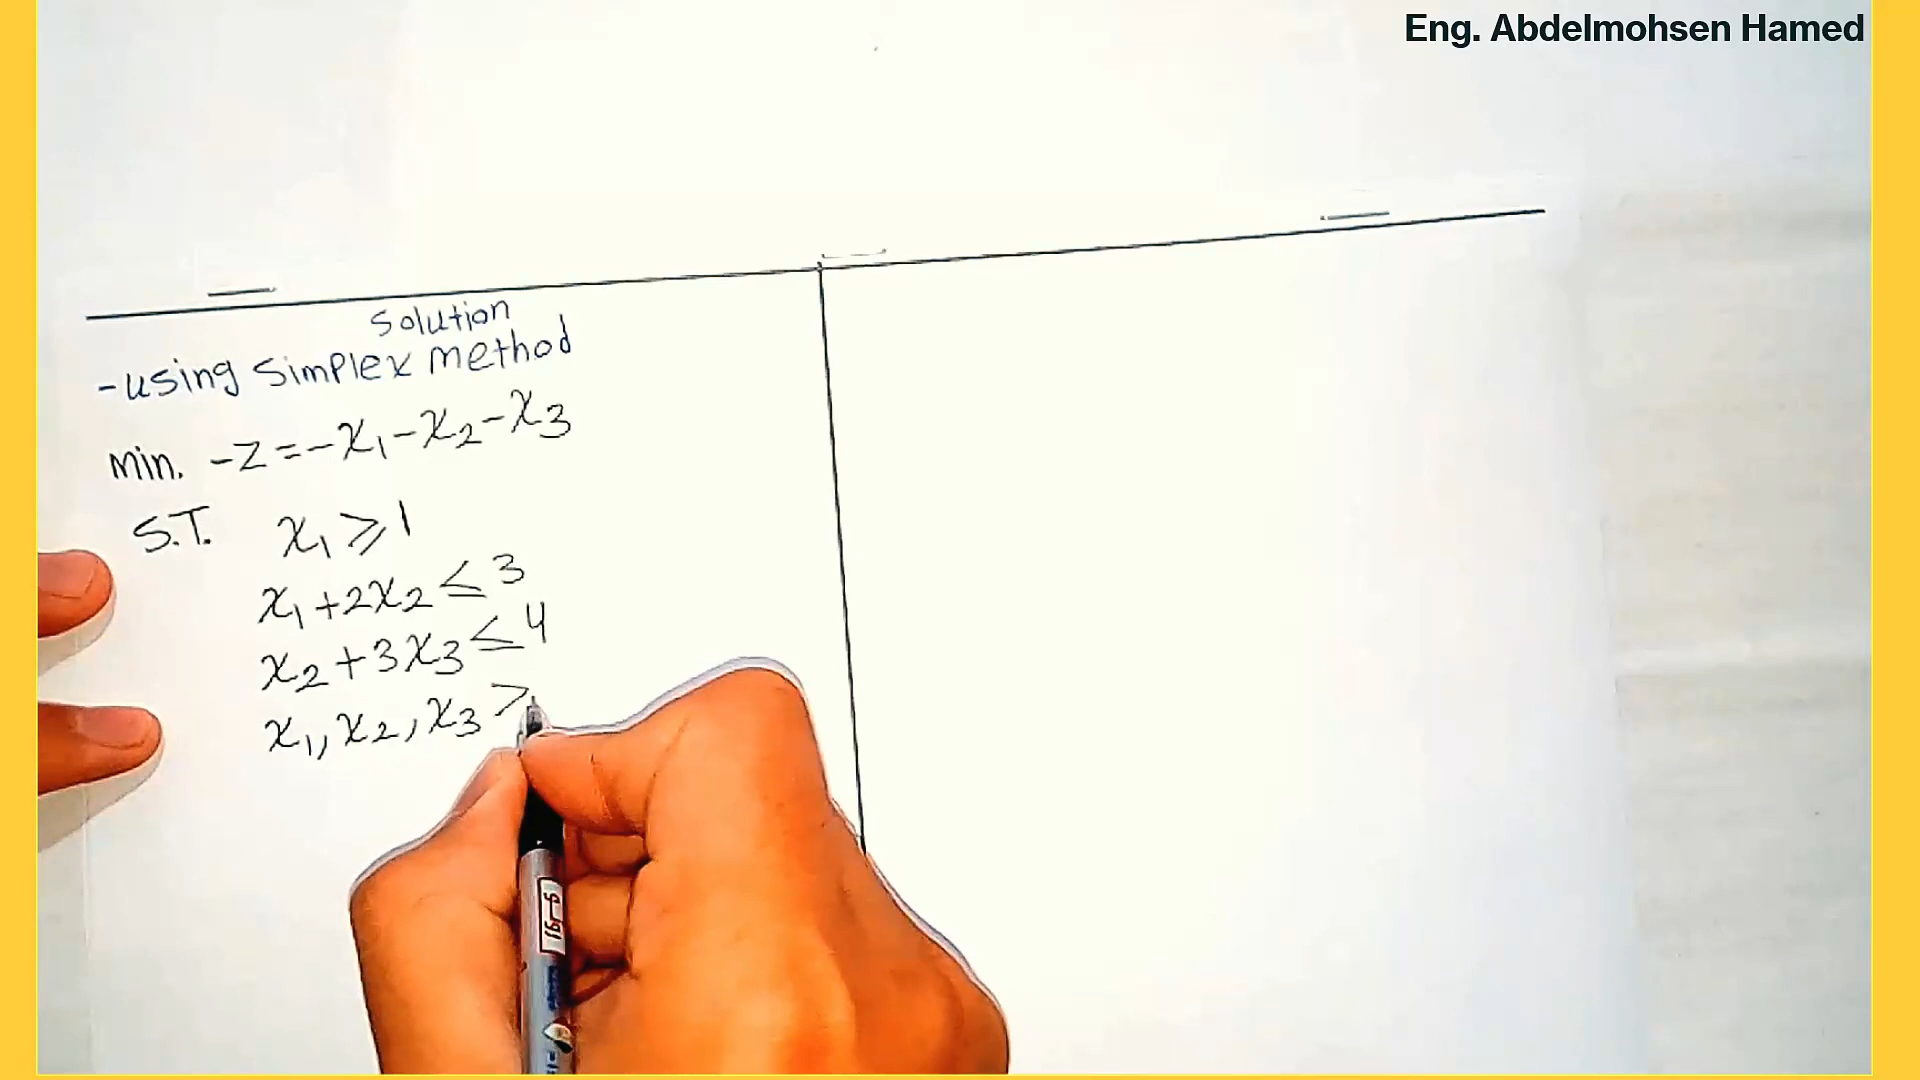 Eng. Abdelmohsen Hamed
Solution
-using Simplex method
min. -Z=-x₁-x₂-x₃
S.T. x₁⩾1
x₁+2x₂≤3
x₂+3x₃≤4
x₁,x₂,x₃>